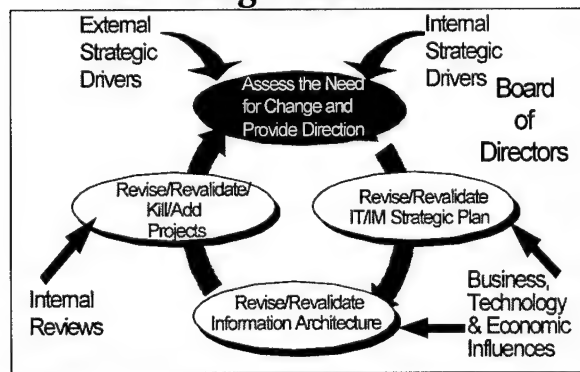 External
Strategic
Drivers
Internal
Strategic
Drivers
Assess the Need
for Change and
Provide Direction
Board
of
Directors
Revise/Revalidate/
Kill/Add
Projects
Revise/Revalidate
IT/IM Strategic Plan
Internal
Reviews
Revise/Revalidate
Information Architecture
Business,
Technology
& Economic
Influences